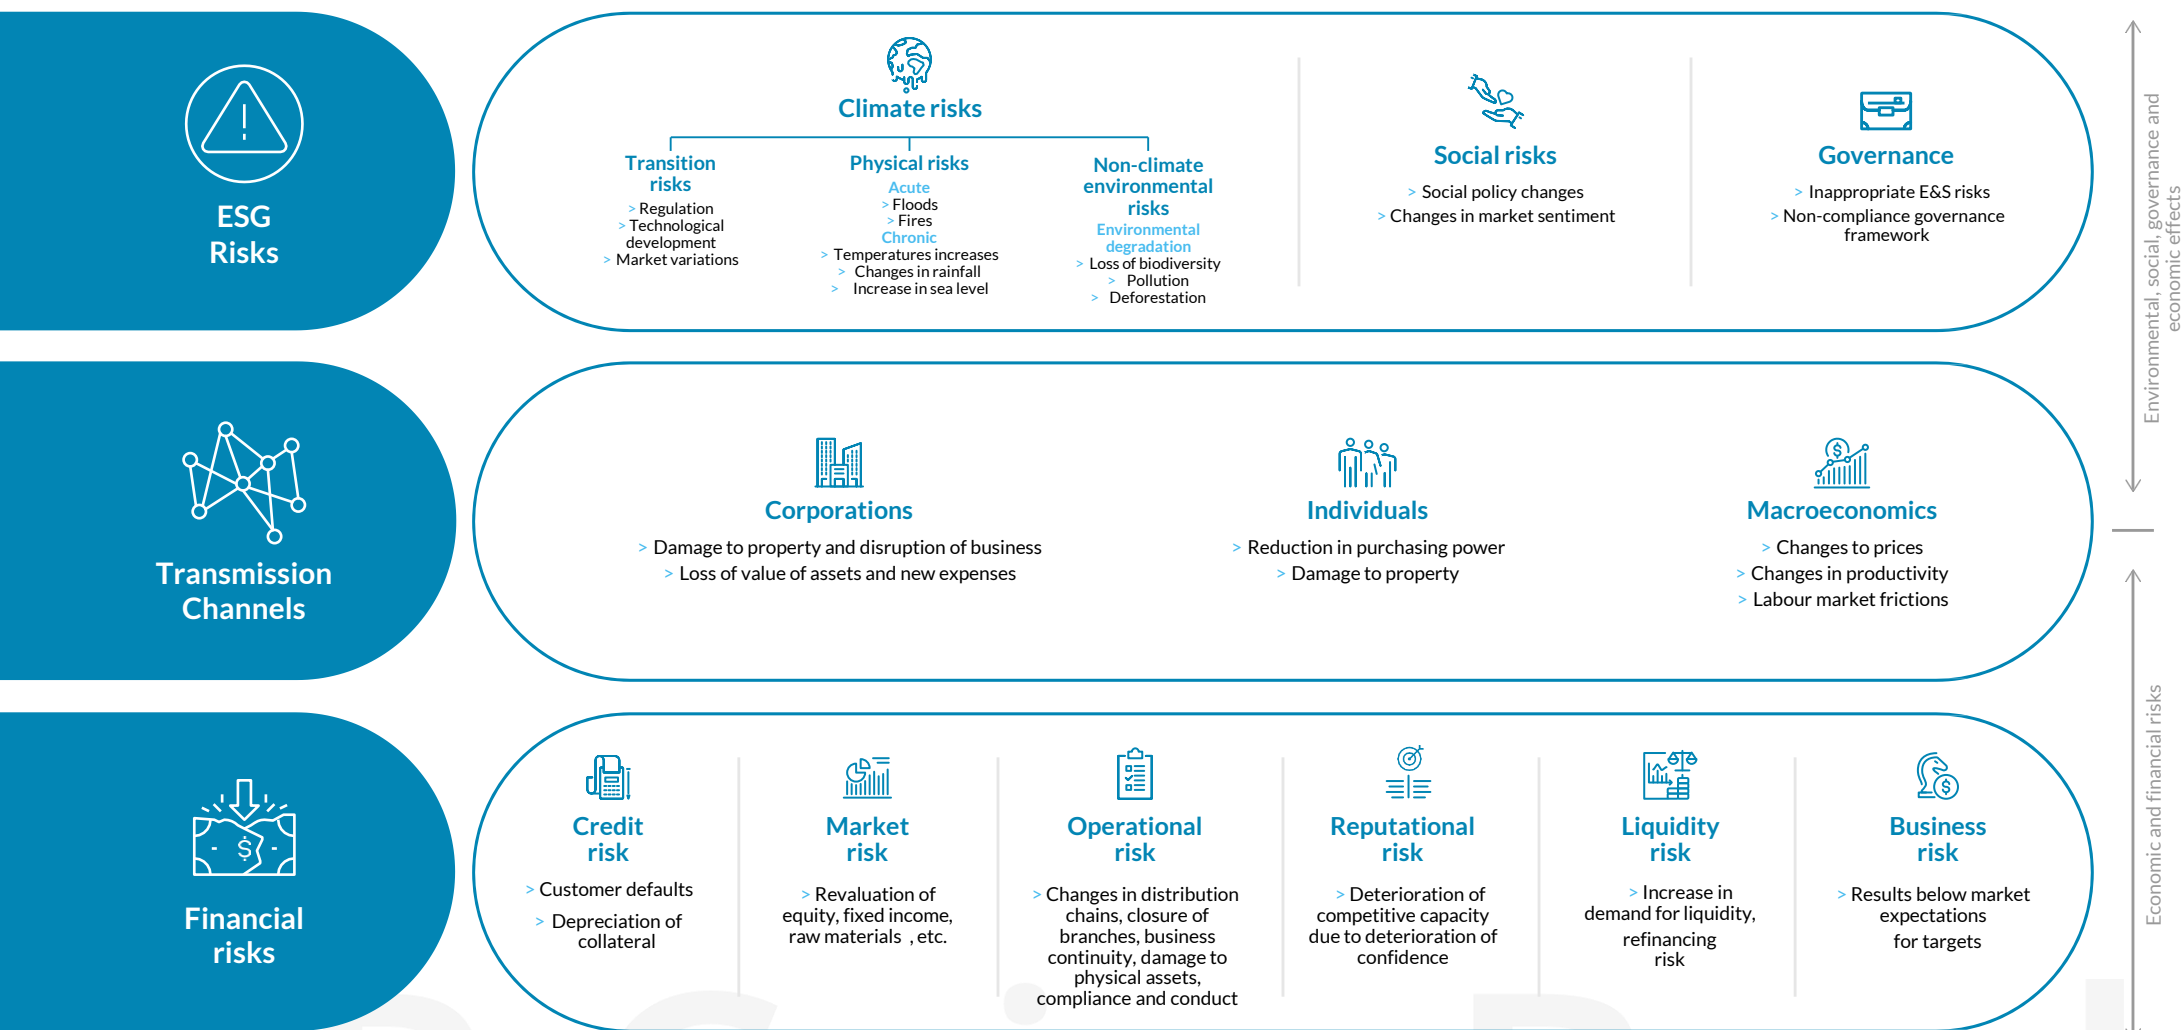 ESG
Risks
Climate risks
Transition
risks
> Regulation
> Technological
development
> Market variations
Physical risks
Acute
> Floods
> Fires
Chronic
> Temperatures increases
> Changes in rainfall
> Increase in sea level
Non-climate
environmental
risks
Environmental
degradation
> Loss of biodiversity
> Pollution
> Deforestation
Social risks
> Social policy changes
> Changes in market sentiment
Governance
> Inappropriate E&S risks
> Non-compliance governance
framework
Environmental, social, governance and
economic effects
Transmission
Channels
Corporations
> Damage to property and disruption of business
> Loss of value of assets and new expenses
Individuals
> Reduction in purchasing power
> Damage to property
Macroeconomics
> Changes to prices
> Changes in productivity
> Labour market frictions
Financial
risks
Credit
risk
> Customer defaults
> Depreciation of
collateral
Market
risk
> Revaluation of
equity, fixed income,
raw materials , etc.
Operational
risk
> Changes in distribution
chains, closure of
branches, business
continuity, damage to
physical assets,
compliance and conduct
Reputational
risk
> Deterioration of
competitive capacity
due to deterioration of
confidence
Liquidity
risk
> Increase in
demand for liquidity,
refinancing
risk
Business
risk
> Results below market
expectations
for targets
Economic and financial risks